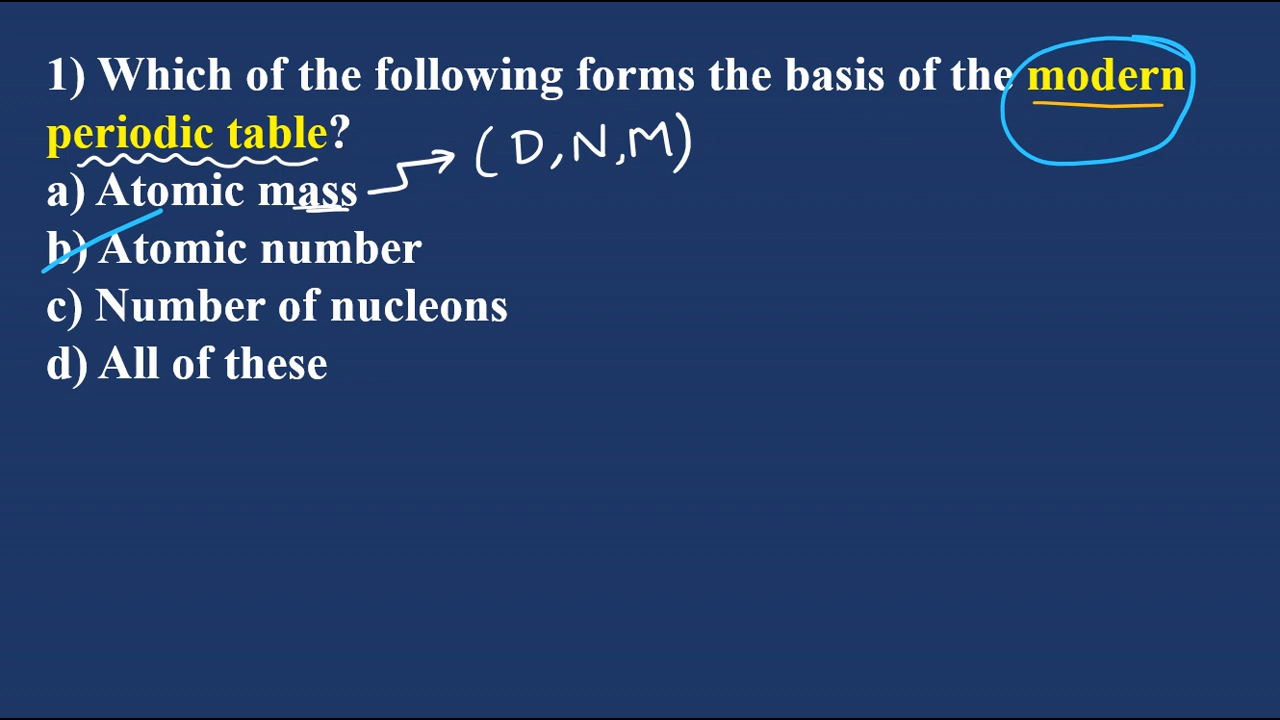 1) Which of the following forms the basis of the modern
periodic table?
a) Atomic mass (D,N,M)
b) Atomic number
c) Number of nucleons
d) All of these